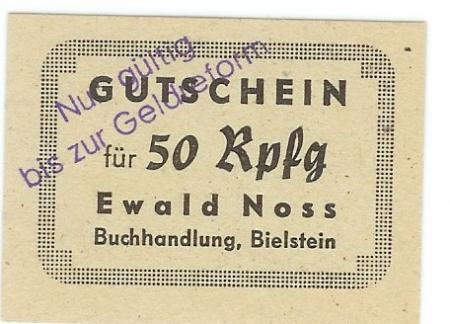 Nur gültig
bis zur Geldreform
GUTSCHEIN
für 50 Rpfg
Ewald Noss
Buchhandlung, Bielstein